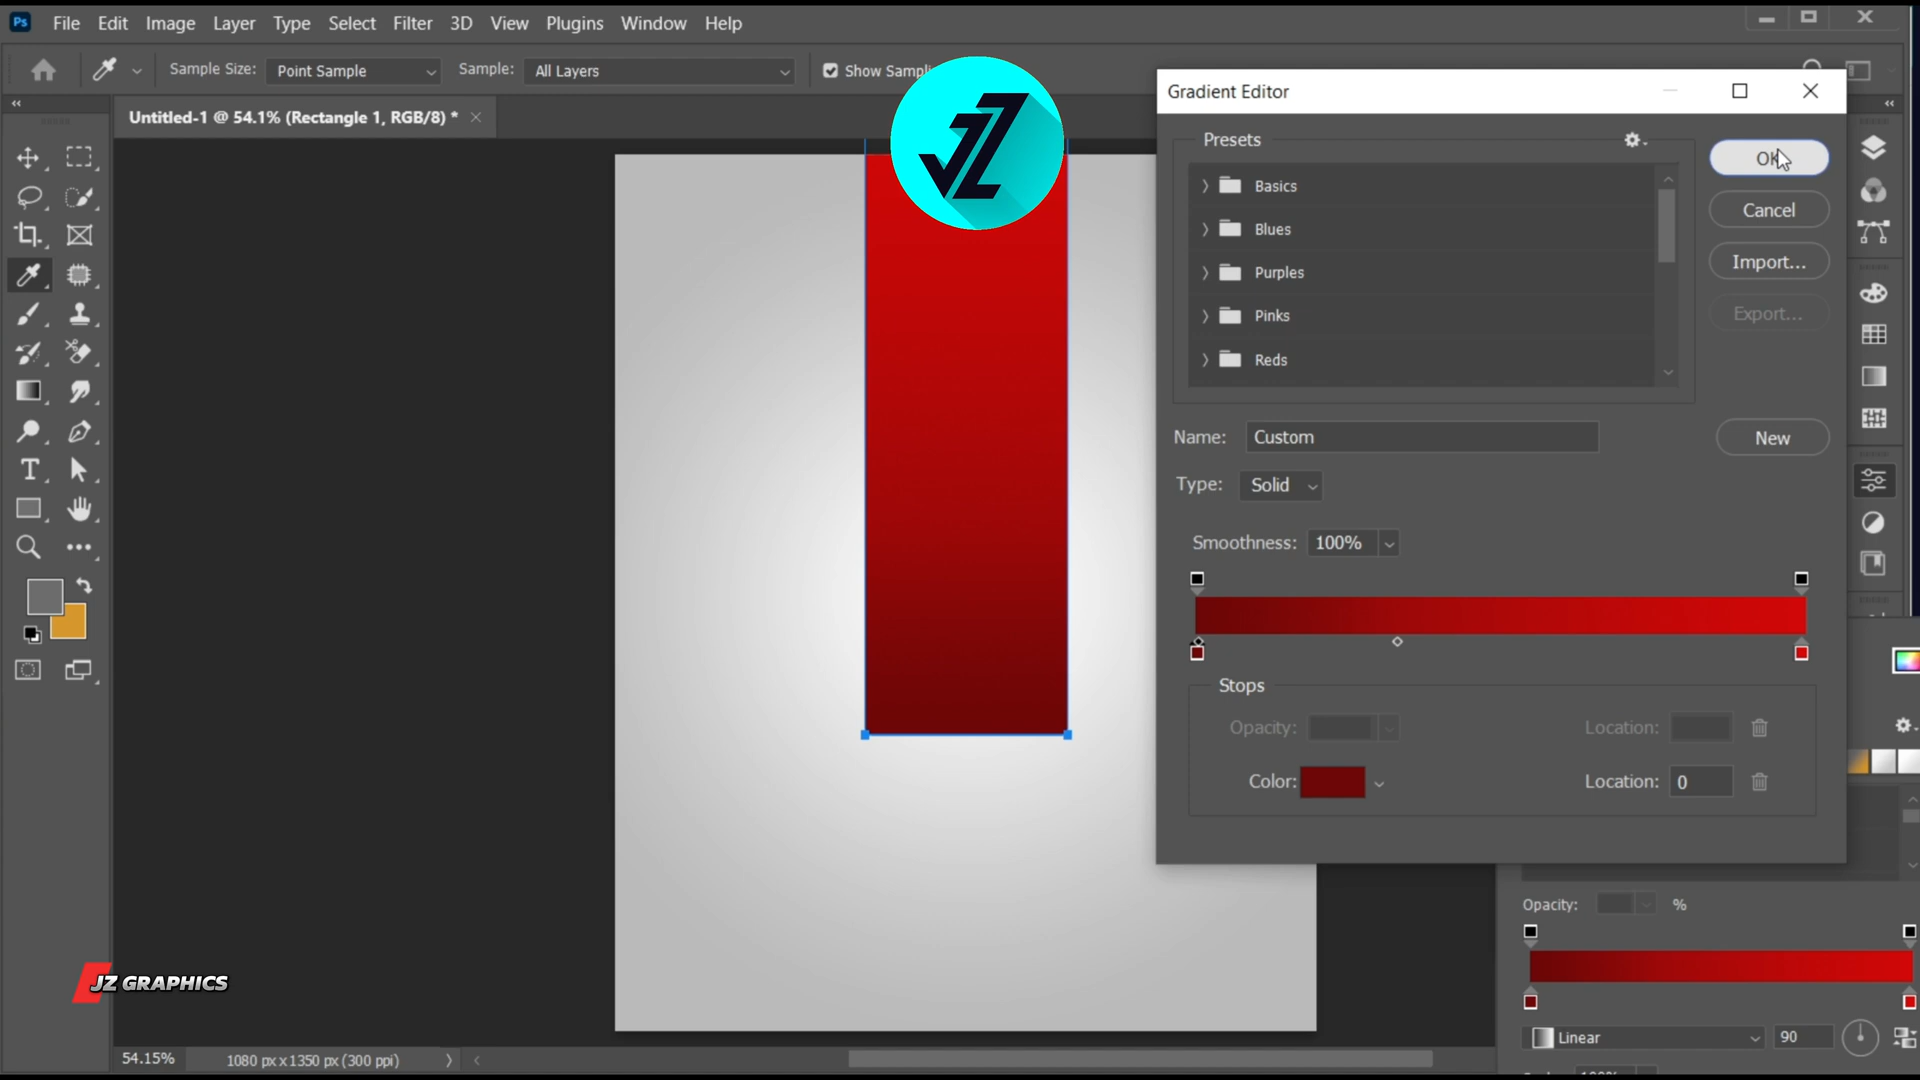 Ps File Edit Image Layer Type Select Filter 3D View Plugins Window Help
Sample Size: Point Sample Sample: All Layers Show Sampli
Untitled-1 @ 54.1% (Rectangle 1, RGB/8) *
JZ
Gradient Editor
Presets
OK
Basics
Cancel
Blues
Import...
Purples
Export...
Pinks
Reds
Name: Custom
New
Type: Solid
Smoothness: 100%
Stops
Opacity: Location:
Color: Location: 0
Opacity: %
JZ GRAPHICS
Linear 90
54.15% 1080 px x 1350 px (300 ppi)